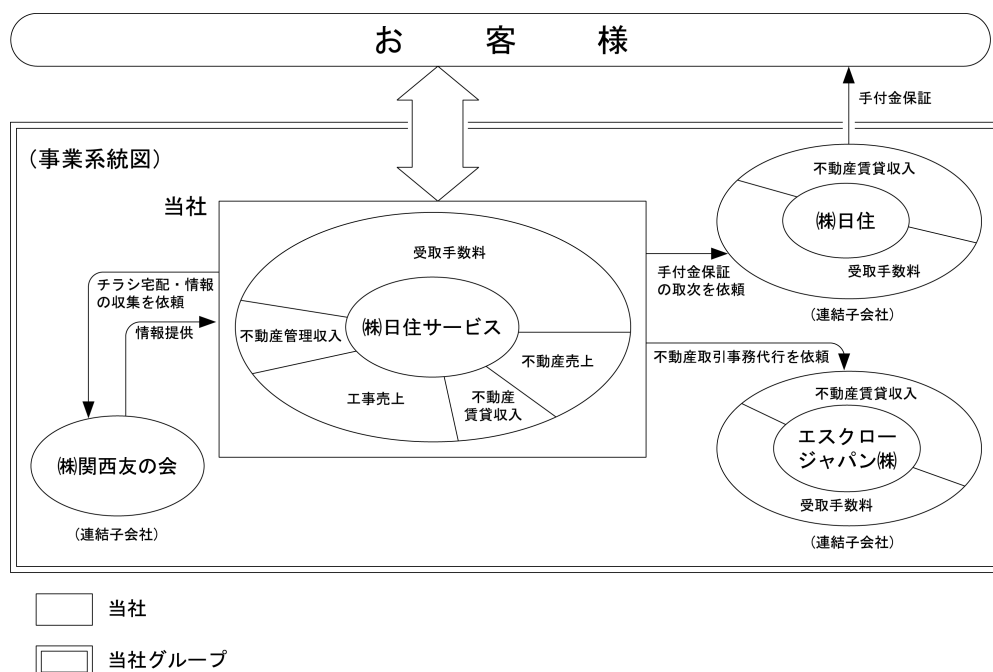 お客様
手付金保証
（事業系統図）
当社
受取手数料
不動産管理収入
㈱日住サービス
不動産売上
工事売上
不動産
賃貸収入
チラシ宅配・情報
の収集を依頼
情報提供
㈱関西友の会
（連結子会社）
手付金保証
の取次を依頼
不動産賃貸収入
㈱日住
受取手数料
（連結子会社）
不動産取引事務代行を依頼
不動産賃貸収入
エスクロー
ジャパン㈱
受取手数料
（連結子会社）
当社
当社グループ